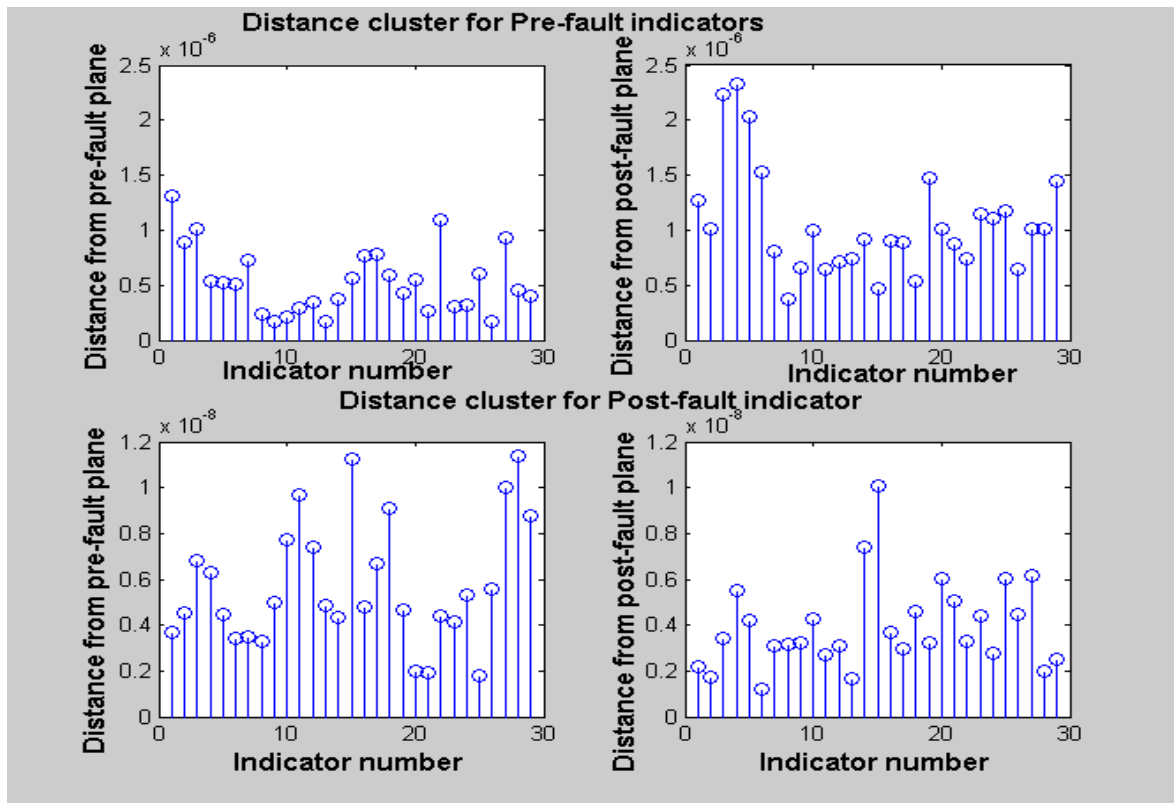 Distance cluster for Pre-fault indicators
x 10^-6
Distance from pre-fault plane
2.5
2
1.5
1
0.5
0
0 10 20 30
Indicator number
x 10^-6
Distance from post-fault plane
2.5
2
1.5
1
0.5
0
0 10 20 30
Indicator number
Distance cluster for Post-fault indicator
x 10^-8
Distance from pre-fault plane
1.2
1
0.8
0.6
0.4
0.2
0
0 10 20 30
Indicator number
x 10^-8
Distance from post-fault plane
1.2
1
0.8
0.6
0.4
0.2
0
0 10 20 30
Indicator number